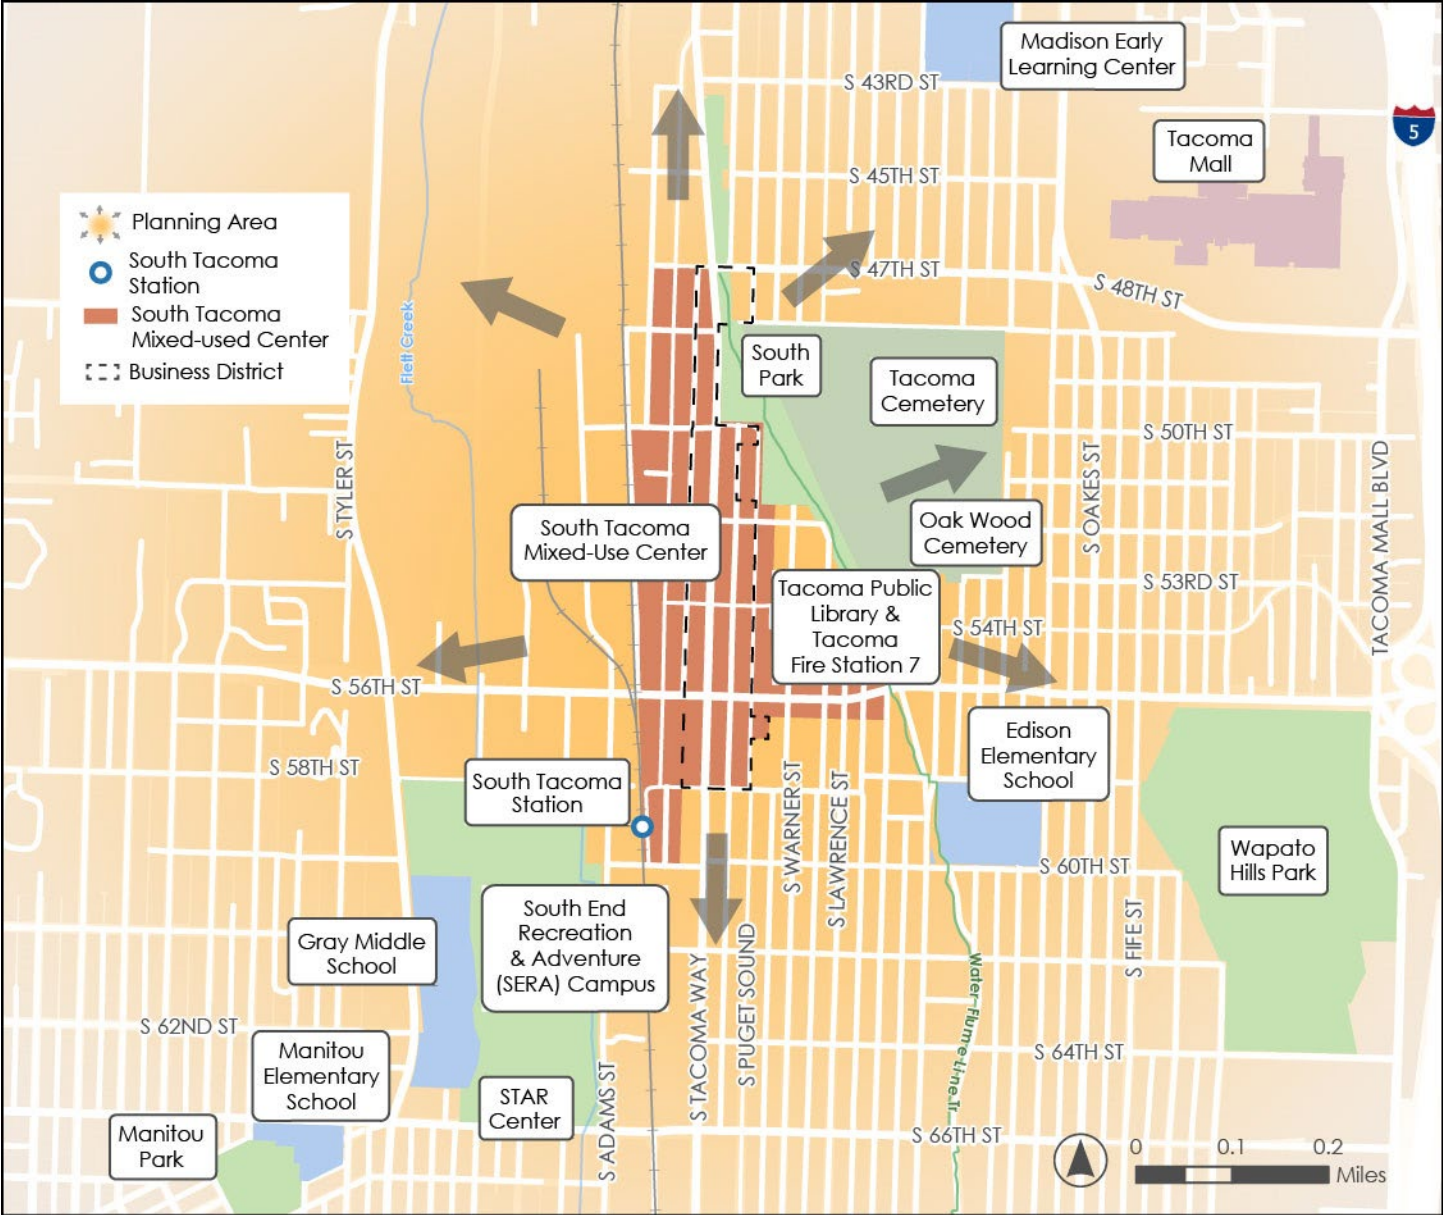 Madison Early
Learning Center
S 43RD ST
5
Tacoma
Mall
S 45TH ST
Planning Area
South Tacoma
Station
South Tacoma
Mixed-used Center
Business District
S 47TH ST
S 48TH ST
Flett Creek
South
Park
Tacoma
Cemetery
S 50TH ST
S TYLER ST
S OAKES ST
TACOMA MALL BLVD
South Tacoma
Mixed-Use Center
Oak Wood
Cemetery
S 53RD ST
Tacoma Public
Library &
Tacoma
Fire Station 7
S 54TH ST
S 56TH ST
Edison
Elementary
School
S 58TH ST
South Tacoma
Station
S WARNER ST
S LAWRENCE ST
Wapato
Hills Park
S 60TH ST
South End
Recreation
& Adventure
(SERA) Campus
Gray Middle
School
S FIFE ST
S TACOMA WAY
S PUGET SOUND
Water Flume Line Tr
S 62ND ST
Manitou
Elementary
School
S 64TH ST
STAR
Center
S ADAMS ST
Manitou
Park
S 66TH ST
0 0.1 0.2
Miles